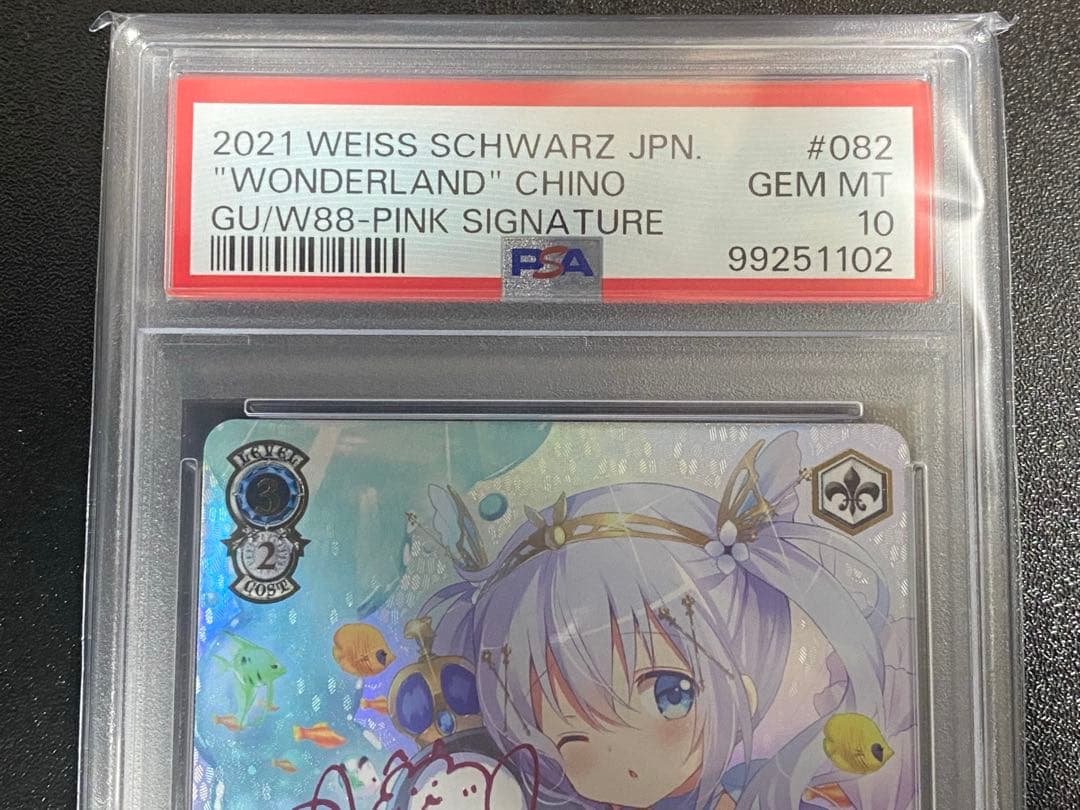 2021 WEISS SCHWARZ JPN. #082
"WONDERLAND" CHINO GEM MT
GU/W88-PINK SIGNATURE 10
PSA 99251102
LEVEL
3
2
COST